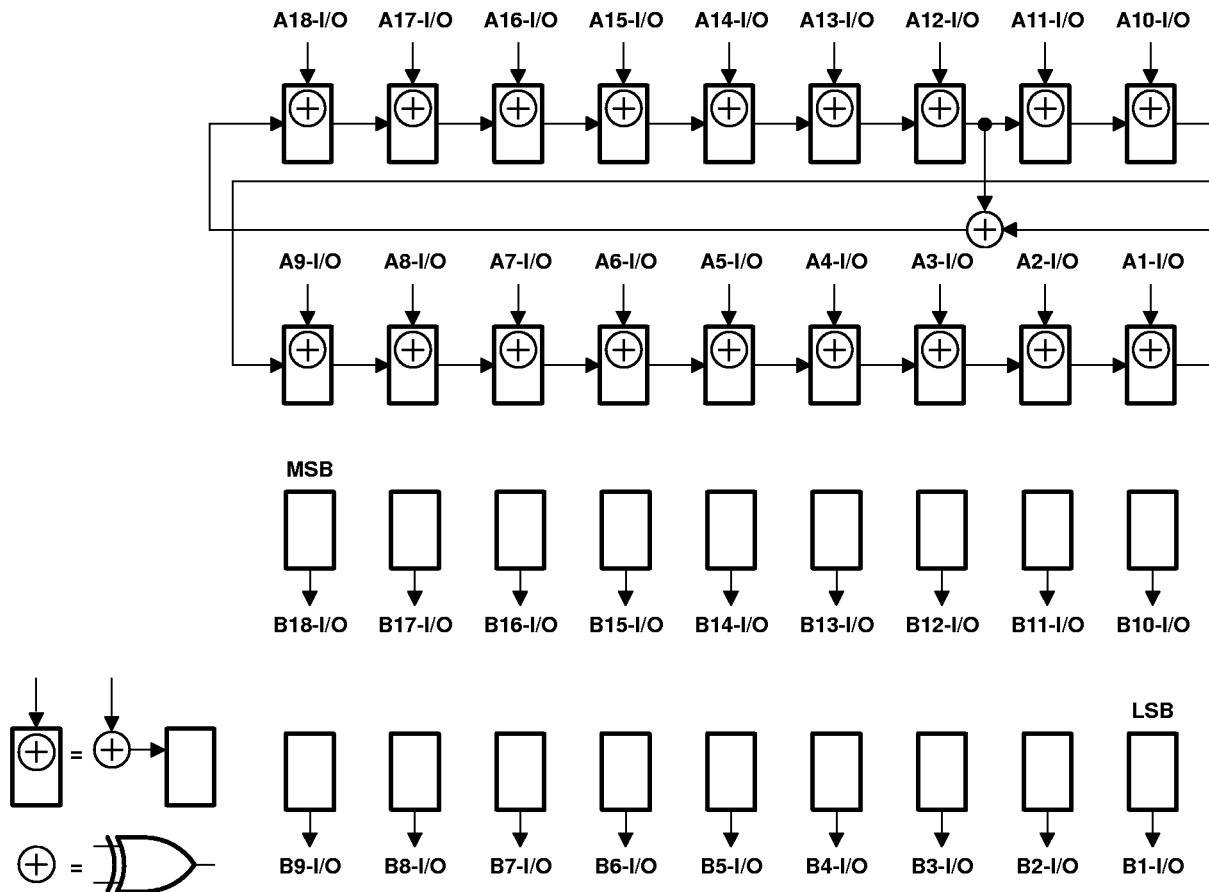 A18-I/O A17-I/O A16-I/O A15-I/O A14-I/O A13-I/O A12-I/O A11-I/O A10-I/O
A9-I/O A8-I/O A7-I/O A6-I/O A5-I/O A4-I/O A3-I/O A2-I/O A1-I/O
MSB
B18-I/O B17-I/O B16-I/O B15-I/O B14-I/O B13-I/O B12-I/O B11-I/O B10-I/O
LSB
=
=
B9-I/O B8-I/O B7-I/O B6-I/O B5-I/O B4-I/O B3-I/O B2-I/O B1-I/O